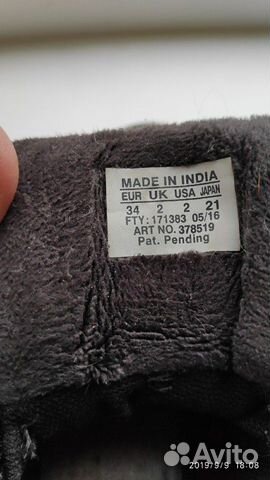 MADE IN INDIA
EUR UK USA JAPAN
34 2 2 21
FTY: 171383 05/16
ART NO. 378519
Pat. Pending
2019/9/9 18:08
Avito